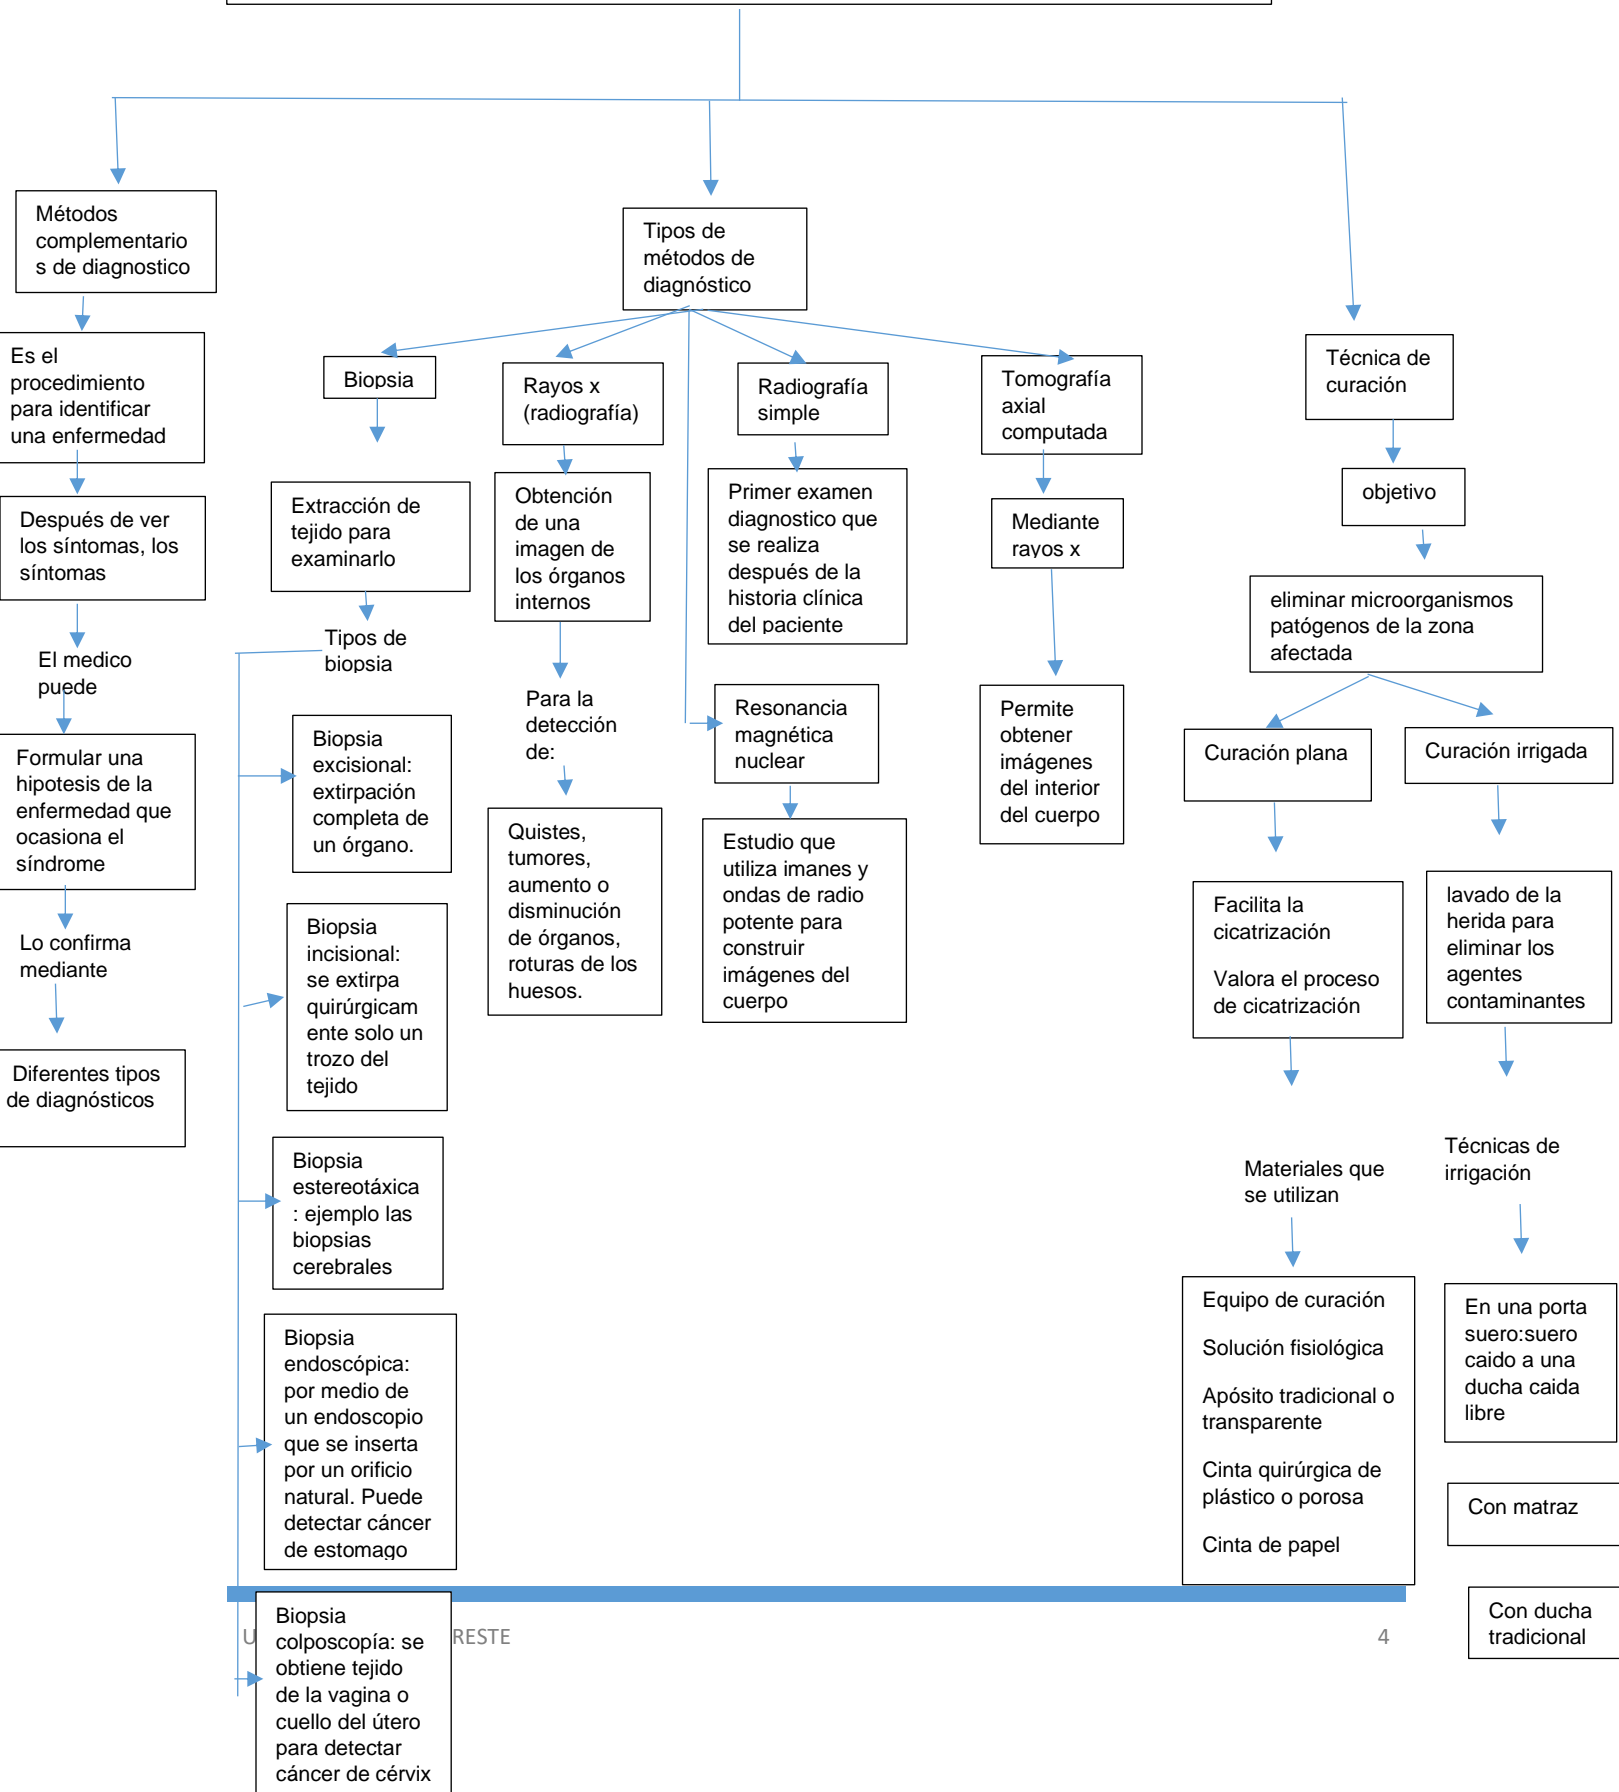 Métodos
complementario
s de diagnostico
Es el
procedimiento
para identificar
una enfermedad
Después de ver
los síntomas, los
síntomas
El medico
puede
Formular una
hipotesis de la
enfermedad que
ocasiona el
síndrome
Lo confirma
mediante
Diferentes tipos
de diagnósticos
Tipos de
métodos de
diagnóstico
Biopsia
Extracción de
tejido para
examinarlo
Tipos de
biopsia
Biopsia
excisional:
extirpación
completa de
un órgano.
Biopsia
incisional:
se extirpa
quirúrgicam
ente solo un
trozo del
tejido
Biopsia
estereotáxica
: ejemplo las
biopsias
cerebrales
Biopsia
endoscópica:
por medio de
un endoscopio
que se inserta
por un orificio
natural. Puede
detectar cáncer
de estomago
Biopsia
colposcopía: se
obtiene tejido
de la vagina o
cuello del útero
para detectar
cáncer de cérvix
Rayos x
(radiografía)
Obtención
de una
imagen de
los órganos
internos
Para la
detección
de:
Quistes,
tumores,
aumento o
disminución
de órganos,
roturas de los
huesos.
Radiografía
simple
Primer examen
diagnostico que
se realiza
después de la
historia clínica
del paciente
Resonancia
magnética
nuclear
Estudio que
utiliza imanes y
ondas de radio
potente para
construir
imágenes del
cuerpo
Tomografía
axial
computada
Mediante
rayos x
Permite
obtener
imágenes
del interior
del cuerpo
Técnica de
curación
objetivo
eliminar microorganismos
patógenos de la zona
afectada
Curación plana
Facilita la
cicatrización
Valora el proceso
de cicatrización
Materiales que
se utilizan
Equipo de curación
Solución fisiológica
Apósito tradicional o
transparente
Cinta quirúrgica de
plástico o porosa
Cinta de papel
Curación irrigada
lavado de la
herida para
eliminar los
agentes
contaminantes
Técnicas de
irrigación
En una porta
suero:suero
caido a una
ducha caida
libre
Con matraz
Con ducha
tradicional
U
RESTE
4